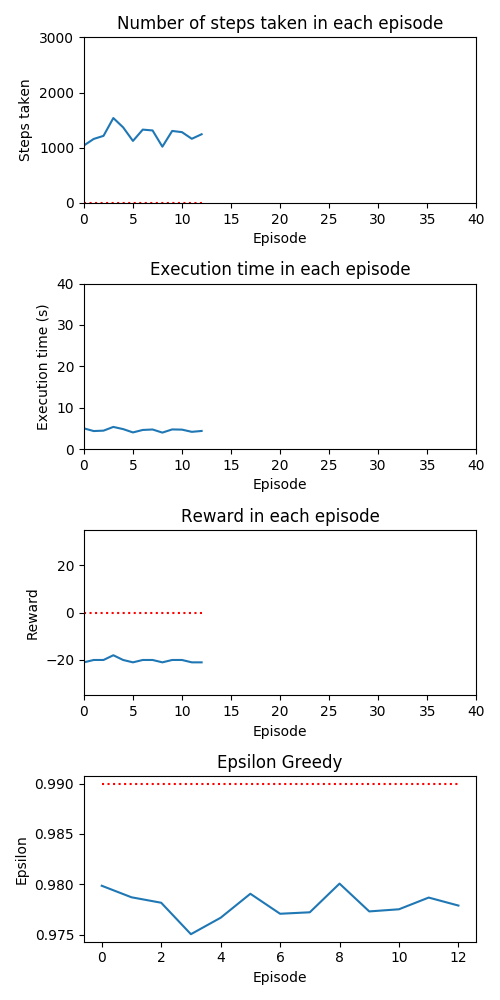 Number of steps taken in each episode
3000
2000
1000
0
Steps taken
0 5 10 15 20 25 30 35 40
Episode
Execution time in each episode
40
30
20
10
0
Execution time (s)
0 5 10 15 20 25 30 35 40
Episode
Reward in each episode
20
0
−20
Reward
0 5 10 15 20 25 30 35 40
Episode
Epsilon Greedy
0.990
0.985
0.980
0.975
Epsilon
0 2 4 6 8 10 12
Episode